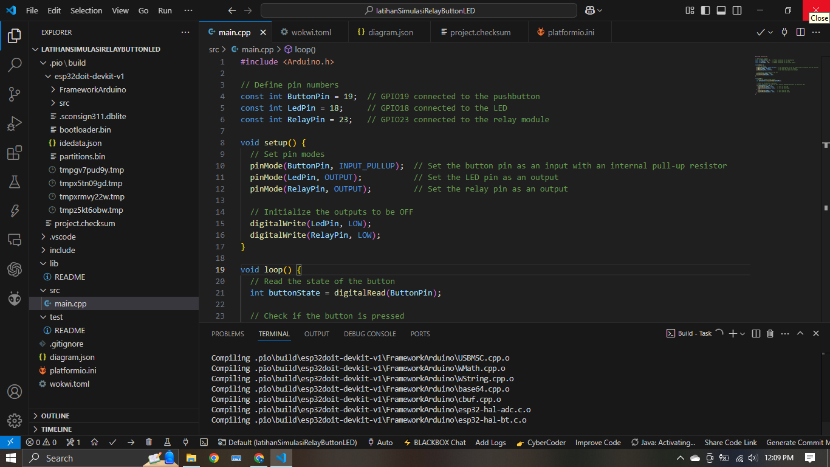 File Edit Selection View Go Run ···
latihanSimulasiRelayButtonLED
Close
EXPLORER
LATIHANSIMULASIRELAYBUTTONLED
.pio \ build
esp32doit-devkit-v1
FrameworkArduino
src
.sconsign311.dblite
bootloader.bin
idedata.json
partitions.bin
tmpgv7pud9y.tmp
tmpx5tn09gd.tmp
tmpxrmvy22w.tmp
tmpz5kt6obw.tmp
project.checksum
.vscode
include
lib
README
src
main.cpp
test
README
.gitignore
diagram.json
platformio.ini
wokwi.toml
OUTLINE
TIMELINE
main.cpp wokwi.toml diagram.json project.checksum platformio.ini
src > main.cpp > loop()
1 #include <Arduino.h>
2
3 // Define pin numbers
4 const int ButtonPin = 19; // GPIO19 connected to the pushbutton
5 const int LedPin = 18; // GPIO18 connected to the LED
6 const int RelayPin = 23; // GPIO23 connected to the relay module
7
8 void setup() {
9 // Set pin modes
10 pinMode(ButtonPin, INPUT_PULLUP); // Set the button pin as an input with an internal pull-up resistor
11 pinMode(LedPin, OUTPUT); // Set the LED pin as an output
12 pinMode(RelayPin, OUTPUT); // Set the relay pin as an output
13
14 // Initialize the outputs to be OFF
15 digitalWrite(LedPin, LOW);
16 digitalWrite(RelayPin, LOW);
17 }
18
19 void loop() {
20 // Read the state of the button
21 int buttonState = digitalRead(ButtonPin);
22
23 // Check if the button is pressed
PROBLEMS TERMINAL OUTPUT DEBUG CONSOLE PORTS
Build - Task
Compiling .pio\build\esp32doit-devkit-v1\FrameworkArduino\USBMSC.cpp.o
Compiling .pio\build\esp32doit-devkit-v1\FrameworkArduino\WMath.cpp.o
Compiling .pio\build\esp32doit-devkit-v1\FrameworkArduino\WString.cpp.o
Compiling .pio\build\esp32doit-devkit-v1\FrameworkArduino\base64.cpp.o
Compiling .pio\build\esp32doit-devkit-v1\FrameworkArduino\cbuf.cpp.o
Compiling .pio\build\esp32doit-devkit-v1\FrameworkArduino\esp32-hal-adc.c.o
Compiling .pio\build\esp32doit-devkit-v1\FrameworkArduino\esp32-hal-bt.c.o
0 0 1 Default (latihanSimulasiRelayButtonLED) Auto BLACKBOX Chat Add Logs CyberCoder Improve Code Java: Activating... Share Code Link Generate Commit M
Search
12:09 PM